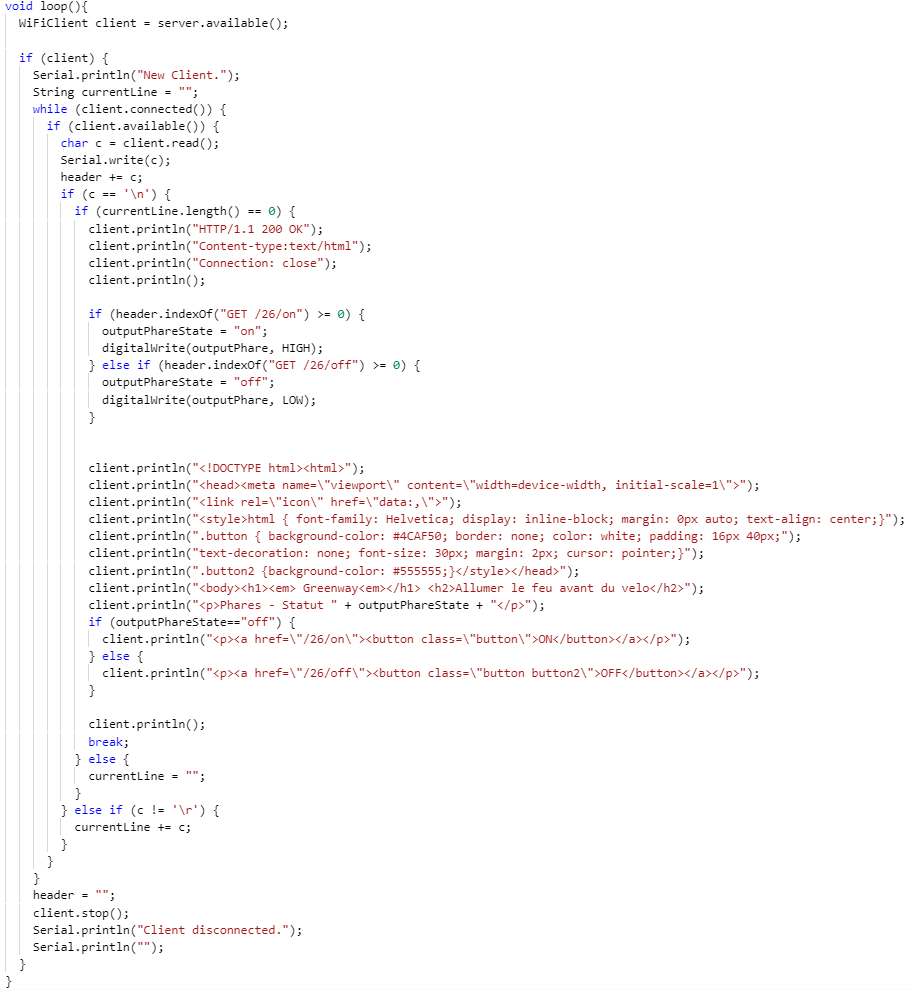 void loop(){
  WiFiClient client = server.available();

  if (client) {
    Serial.println("New Client.");
    String currentLine = "";
    while (client.connected()) {
      if (client.available()) {
        char c = client.read();
        Serial.write(c);
        header += c;
        if (c == '\n') {
          if (currentLine.length() == 0) {
            client.println("HTTP/1.1 200 OK");
            client.println("Content-type:text/html");
            client.println("Connection: close");
            client.println();

            if (header.indexOf("GET /26/on") >= 0) {
              outputPhareState = "on";
              digitalWrite(outputPhare, HIGH);
            } else if (header.indexOf("GET /26/off") >= 0) {
              outputPhareState = "off";
              digitalWrite(outputPhare, LOW);
            }


            client.println("<!DOCTYPE html><html>");
            client.println("<head><meta name=\"viewport\" content=\"width=device-width, initial-scale=1\">");
            client.println("<link rel=\"icon\" href=\"data:,\">");
            client.println("<style>html { font-family: Helvetica; display: inline-block; margin: 0px auto; text-align: center;}");
            client.println(".button { background-color: #4CAF50; border: none; color: white; padding: 16px 40px;");
            client.println("text-decoration: none; font-size: 30px; margin: 2px; cursor: pointer;}");
            client.println(".button2 {background-color: #555555;}</style></head>");
            client.println("<body><h1><em> Greenway<em></h1> <h2>Allumer le feu avant du velo</h2>");
            client.println("<p>Phares - Statut " + outputPhareState + "</p>");
            if (outputPhareState=="off") {
              client.println("<p><a href=\"/26/on\"><button class=\"button\">ON</button></a></p>");
            } else {
              client.println("<p><a href=\"/26/off\"><button class=\"button button2\">OFF</button></a></p>");
            }

            client.println();
            break;
          } else {
            currentLine = "";
          }
        } else if (c != '\r') {
          currentLine += c;
        }
      }
    }
    header = "";
    client.stop();
    Serial.println("Client disconnected.");
    Serial.println("");
  }
}